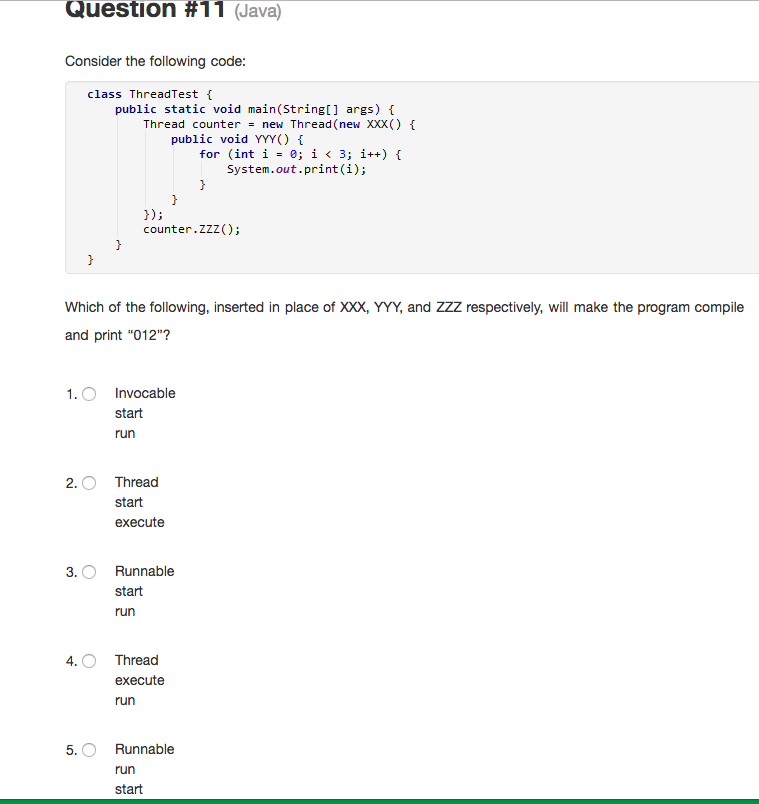 Question #11 (Java)
Consider the following code:
class ThreadTest {
public static void main(String[] args) {
Thread counter = new Thread(new XXX() {
public void YYY() {
for (int i = 0; i < 3; i++) {
System.out.print(i);
}
}
});
counter.ZZZ();
}
}
Which of the following, inserted in place of XXX, YYY, and ZZZ respectively, will make the program compile
and print “012”?
1. Invocable
start
run
2. Thread
start
execute
3. Runnable
start
run
4. Thread
execute
run
5. Runnable
run
start